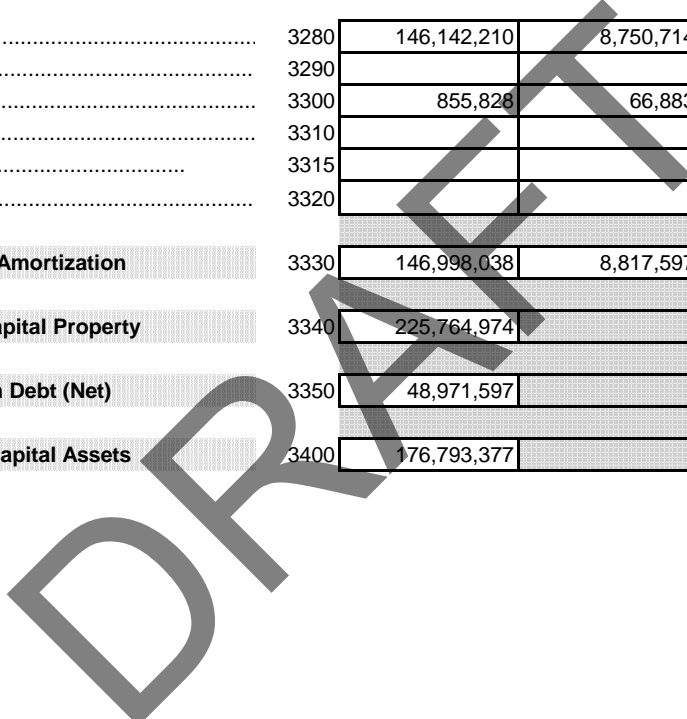 .................................................. 3280 146,142,210 8,750,714
.................................................. 3290
.................................................. 3300 855,828 66,883
.................................................. 3310
..................................... 3315
.................................................. 3320
Amortization 3330 146,998,038 8,817,597
pital Property 3340 225,764,974
Debt (Net) 3350 48,971,597
apital Assets 3400 176,793,377
DRAFT